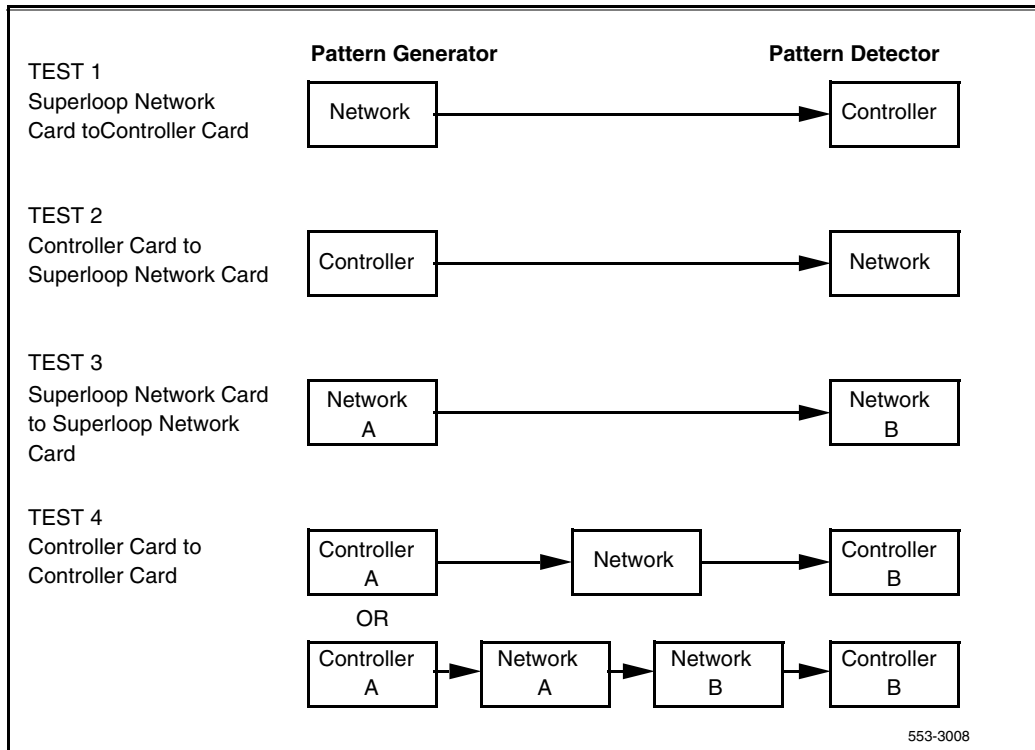 Pattern Generator
Pattern Detector
TEST 1
Superloop Network
Card toController Card
Network
Controller
TEST 2
Controller Card to
Superloop Network Card
Controller
Network
TEST 3
Superloop Network Card
to Superloop Network
Card
Network
A
Network
B
TEST 4
Controller Card to
Controller Card
Controller
A
Network
Controller
B
OR
Controller
A
Network
A
Network
B
Controller
B
553-3008